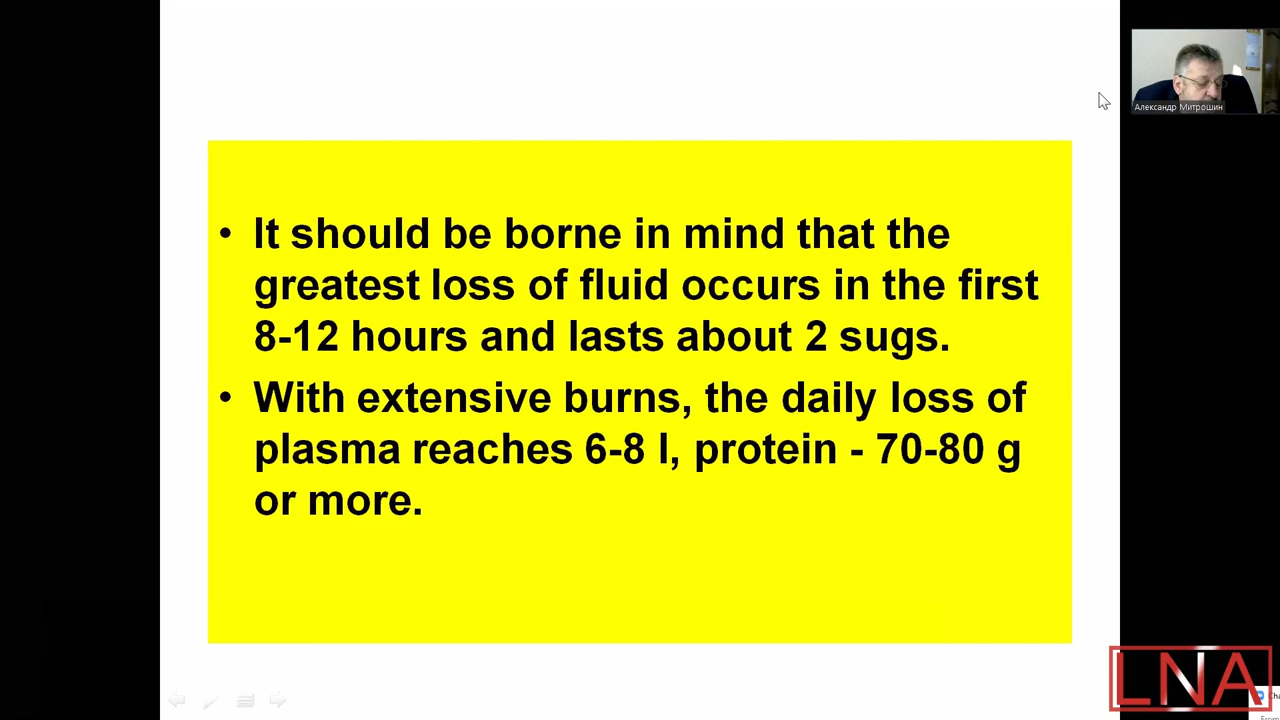 Александр Митрошин
• It should be borne in mind that the
greatest loss of fluid occurs in the first
8-12 hours and lasts about 2 sugs.
• With extensive burns, the daily loss of
plasma reaches 6-8 l, protein - 70-80 g
or more.
LNA